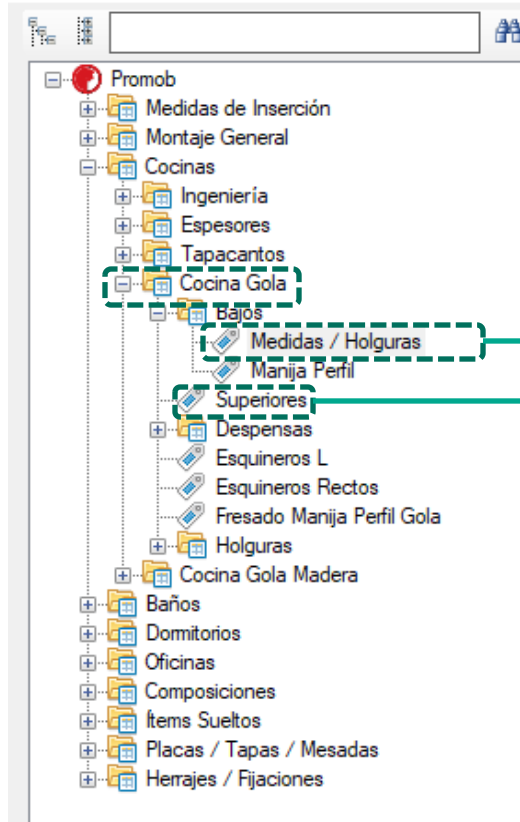 Promob
Medidas de Inserción
Montaje General
Cocinas
Ingeniería
Espesores
Tapacantos
Cocina Gola
Bajos
Medidas / Holguras
Manija Perfil
Superiores
Despensas
Esquineros L
Esquineros Rectos
Fresado Manija Perfil Gola
Holguras
Cocina Gola Madera
Baños
Dormitorios
Oficinas
Composiciones
Ítems Sueltos
Placas / Tapas / Mesadas
Herrajes / Fijaciones